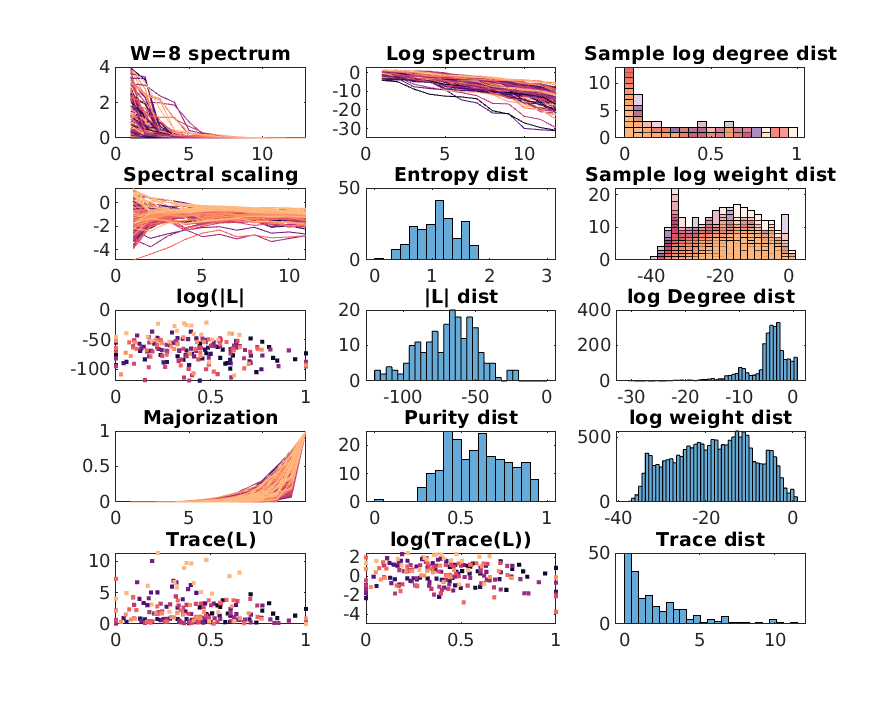 W=8 spectrum Log spectrum Sample log degree dist
4 0 10
2 -10 5
0 -20 0
-30
0 5 10 0 5 10 0 0.5 1
Spectral scaling Entropy dist Sample log weight dist
0 50 20
-2 0 10
-4 0
5 10 0 1 2 3 -40 -20 0
log(|L| |L| dist log Degree dist
0 20 400
-50 10 200
-100 0 0
0 0.5 1 -100 -50 0 -30 -20 -10 0
Majorization Purity dist log weight dist
1 20 500
0.5 10 0
0 0
0 5 10 0 0.5 1 -40 -20 0
Trace(L) log(Trace(L)) Trace dist
10 2 50
5 0 0
0 -2
-4
0 0.5 1 0 0.5 1 0 5 10